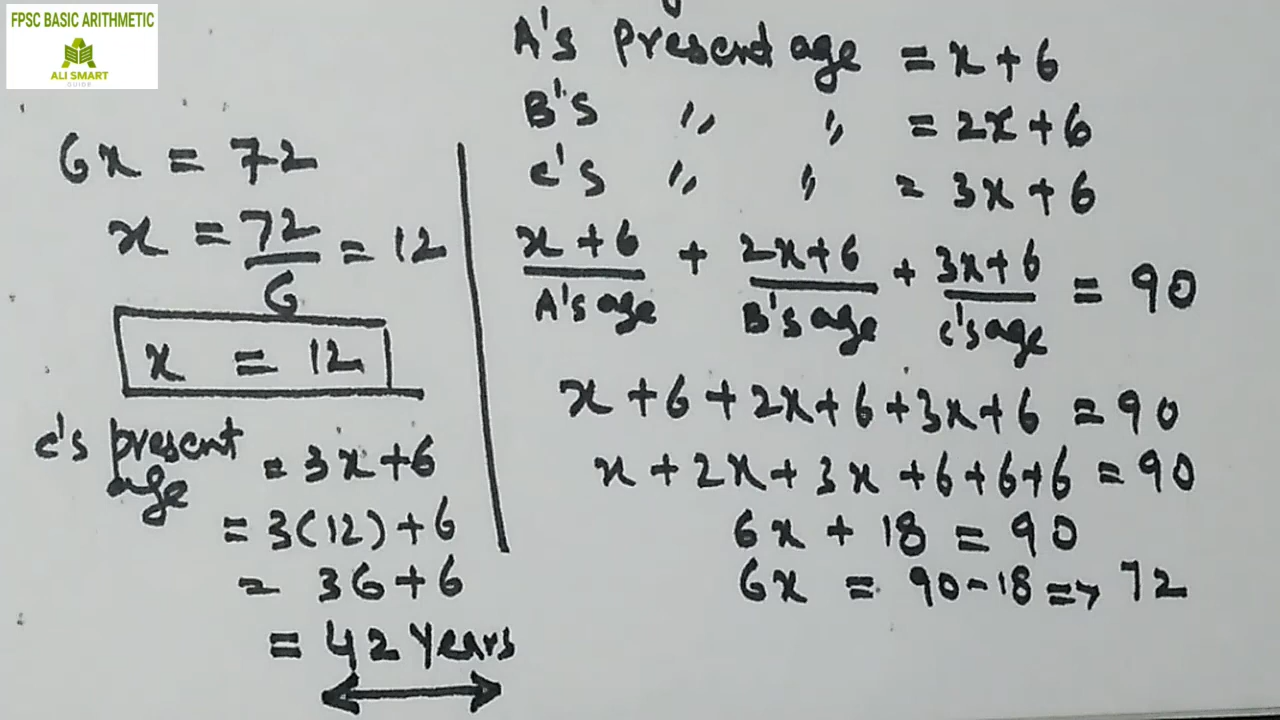 FPSC BASIC ARITHMETIC
ALI SMART
GUIDE
A's present age = x + 6
B's " " = 2x + 6
C's " " = 3x + 6
x + 6 / A's age + 2x + 6 / B's age + 3x + 6 / C's age = 90
x + 6 + 2x + 6 + 3x + 6 = 90
x + 2x + 3x + 6 + 6 + 6 = 90
6x + 18 = 90
6x = 90 - 18 => 72
6x = 72
x = 72 / 6 = 12
x = 12
C's present age = 3x + 6
= 3(12) + 6
= 36 + 6
= 42 Years